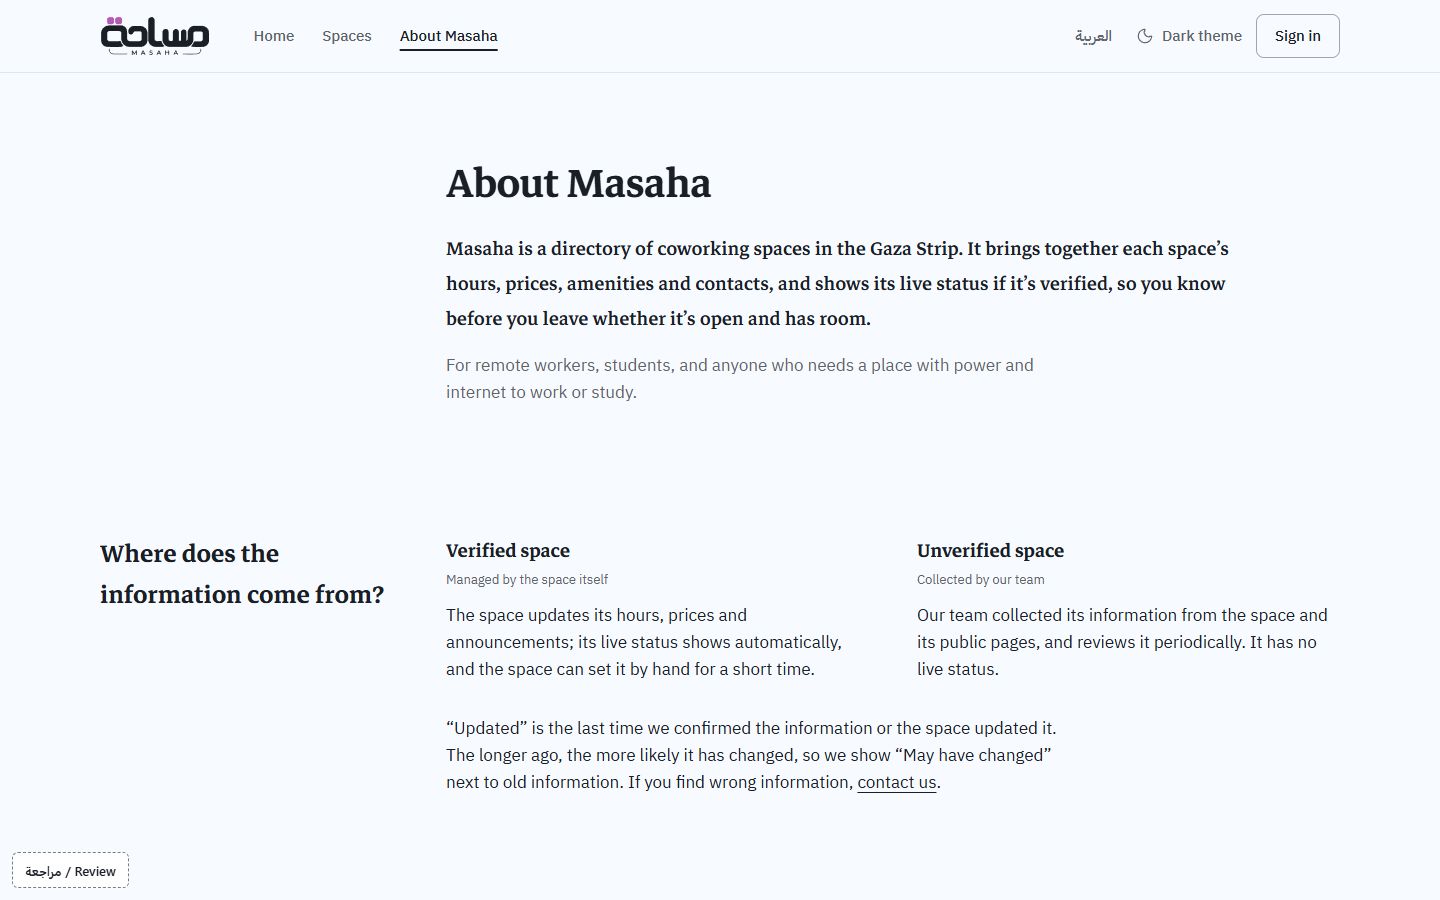 مساحة
MASAHA
Home
Spaces
About Masaha
العربية
Dark theme
Sign in
About Masaha
Masaha is a directory of coworking spaces in the Gaza Strip. It brings together each space’s
hours, prices, amenities and contacts, and shows its live status if it’s verified, so you know
before you leave whether it’s open and has room.
For remote workers, students, and anyone who needs a place with power and
internet to work or study.
Where does the
information come from?
Verified space
Managed by the space itself
The space updates its hours, prices and
announcements; its live status shows automatically,
and the space can set it by hand for a short time.
Unverified space
Collected by our team
Our team collected its information from the space and
its public pages, and reviews it periodically. It has no
live status.
“Updated” is the last time we confirmed the information or the space updated it.
The longer ago, the more likely it has changed, so we show “May have changed”
next to old information. If you find wrong information, contact us.
مراجعة / Review